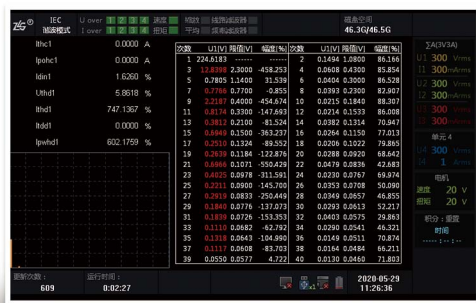 IEC
谐波模式
U over 1 2 3 4 速度 缩放 线路滤波器
I over 1 2 3 4 扭矩 平均
磁盘空间
46.3G/46.5G
Ithc1 0.0000 A
Ipohc1 0.0000 A
Idin1 1.6260 %
Uthd1 5.8618 %
Ithd1 747.1367 %
Itdd1 0.0000 %
Ipwhd1 602.1759 %
次数 U1[V] 限值[V] 幅度[%] 次数 U1[V] 限值[V] 幅度[%]
1 224.6183 ------ ------ 2 0.1494 1.0800 86.166
3 12.8398 2.3000 -458.253 4 0.0608 0.4300 85.854
5 0.7805 1.1400 31.539 6 0.0404 0.3000 86.528
7 0.7766 0.7700 -0.855 8 0.0393 0.2300 82.907
9 2.2187 0.4000 -454.674 10 0.0215 0.1840 88.307
11 0.8174 0.3300 -147.693 12 0.0214 0.1533 86.008
13 0.3812 0.2100 -81.524 14 0.0382 0.1314 70.947
15 0.6949 0.1500 -363.237 16 0.0264 0.1150 77.013
17 0.2510 0.1324 -89.552 18 0.0206 0.1022 79.865
19 0.2639 0.1184 -122.876 20 0.0288 0.0920 68.642
21 0.6966 0.1071 -550.429 22 0.0479 0.0836 42.683
23 0.4025 0.0978 -311.591 24 0.0230 0.0767 69.974
25 0.2211 0.0900 -145.700 26 0.0353 0.0708 50.090
27 0.2919 0.0833 -250.449 28 0.0349 0.0657 46.855
29 0.1840 0.0776 -137.073 30 0.0293 0.0613 52.217
31 0.1839 0.0726 -153.353 32 0.0403 0.0575 29.863
33 0.1110 0.0682 -62.792 34 0.0290 0.0541 46.321
35 0.1318 0.0643 -104.990 36 0.0149 0.0511 70.874
37 0.1117 0.0608 -83.703 38 0.0164 0.0484 66.211
39 0.0550 0.0577 4.722 40 0.0130 0.0460 71.803
ΣA(3V3A)
U1 300 Vrms
I1 300 mArms
U2 300 Vrms
I2 300 mArms
U3 300 Vrms
I3 300 mArms
单元 4
U4 300 Vrms
I4 1 Arms
电机
速度 20 V
扭矩 20 V
积分：重置
时间
更新次数：
609
运行时间：
0:02:27
2020-05-29
11:26:36